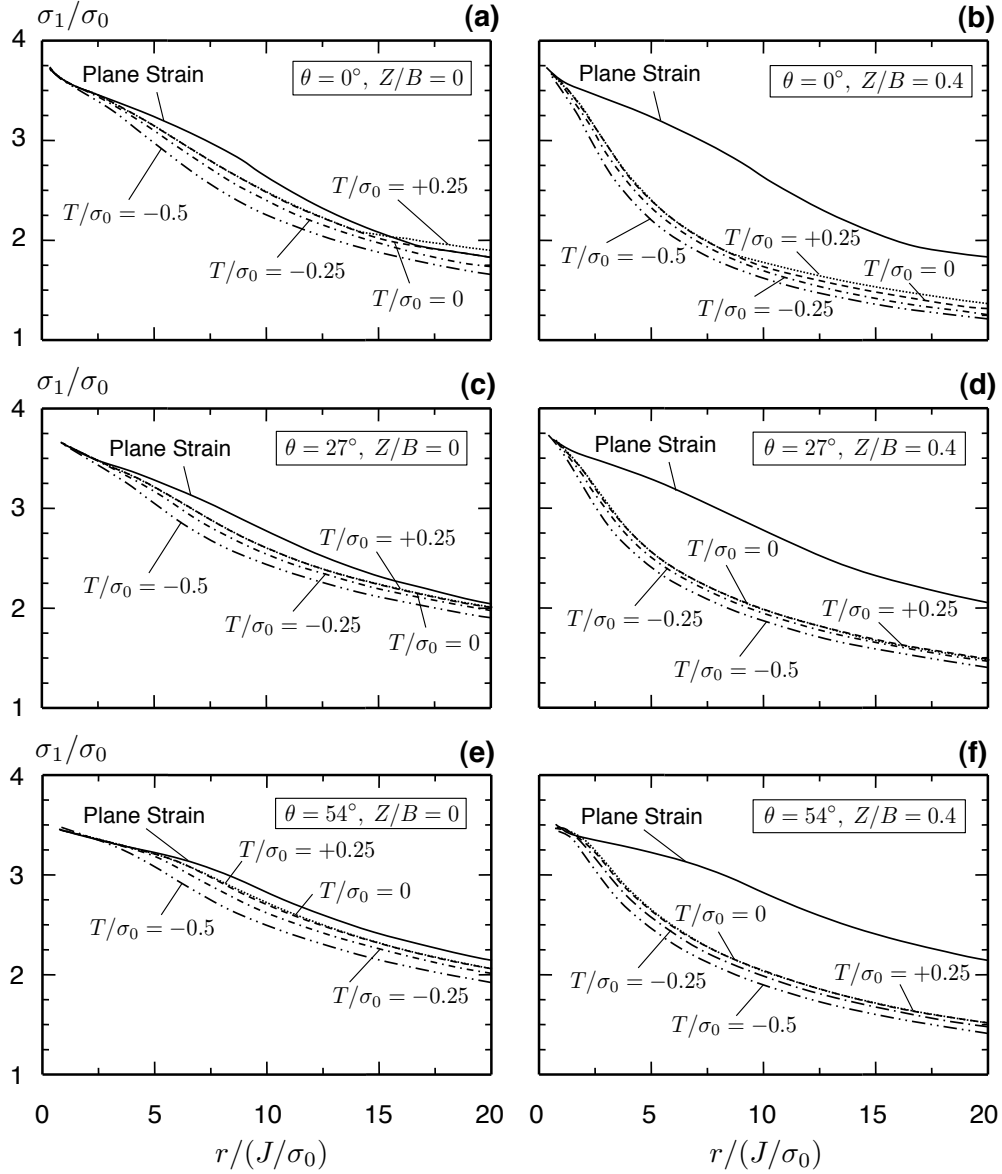 σ₁/σ₀
(a)
(b)
4
3
2
1
Plane Strain
θ = 0°, Z/B = 0
T/σ₀ = +0.25
T/σ₀ = −0.5
T/σ₀ = −0.25
T/σ₀ = 0
Plane Strain
θ = 0°, Z/B = 0.4
T/σ₀ = −0.5
T/σ₀ = +0.25
T/σ₀ = 0
T/σ₀ = −0.25
σ₁/σ₀
(c)
(d)
4
3
2
1
Plane Strain
θ = 27°, Z/B = 0
T/σ₀ = +0.25
T/σ₀ = −0.5
T/σ₀ = −0.25
T/σ₀ = 0
Plane Strain
θ = 27°, Z/B = 0.4
T/σ₀ = 0
T/σ₀ = −0.25
T/σ₀ = +0.25
T/σ₀ = −0.5
σ₁/σ₀
(e)
(f)
4
3
2
1
Plane Strain
θ = 54°, Z/B = 0
T/σ₀ = +0.25
T/σ₀ = 0
T/σ₀ = −0.5
T/σ₀ = −0.25
Plane Strain
θ = 54°, Z/B = 0.4
T/σ₀ = 0
T/σ₀ = −0.25
T/σ₀ = +0.25
T/σ₀ = −0.5
0 5 10 15 20
0 5 10 15 20
r/(J/σ₀)
r/(J/σ₀)